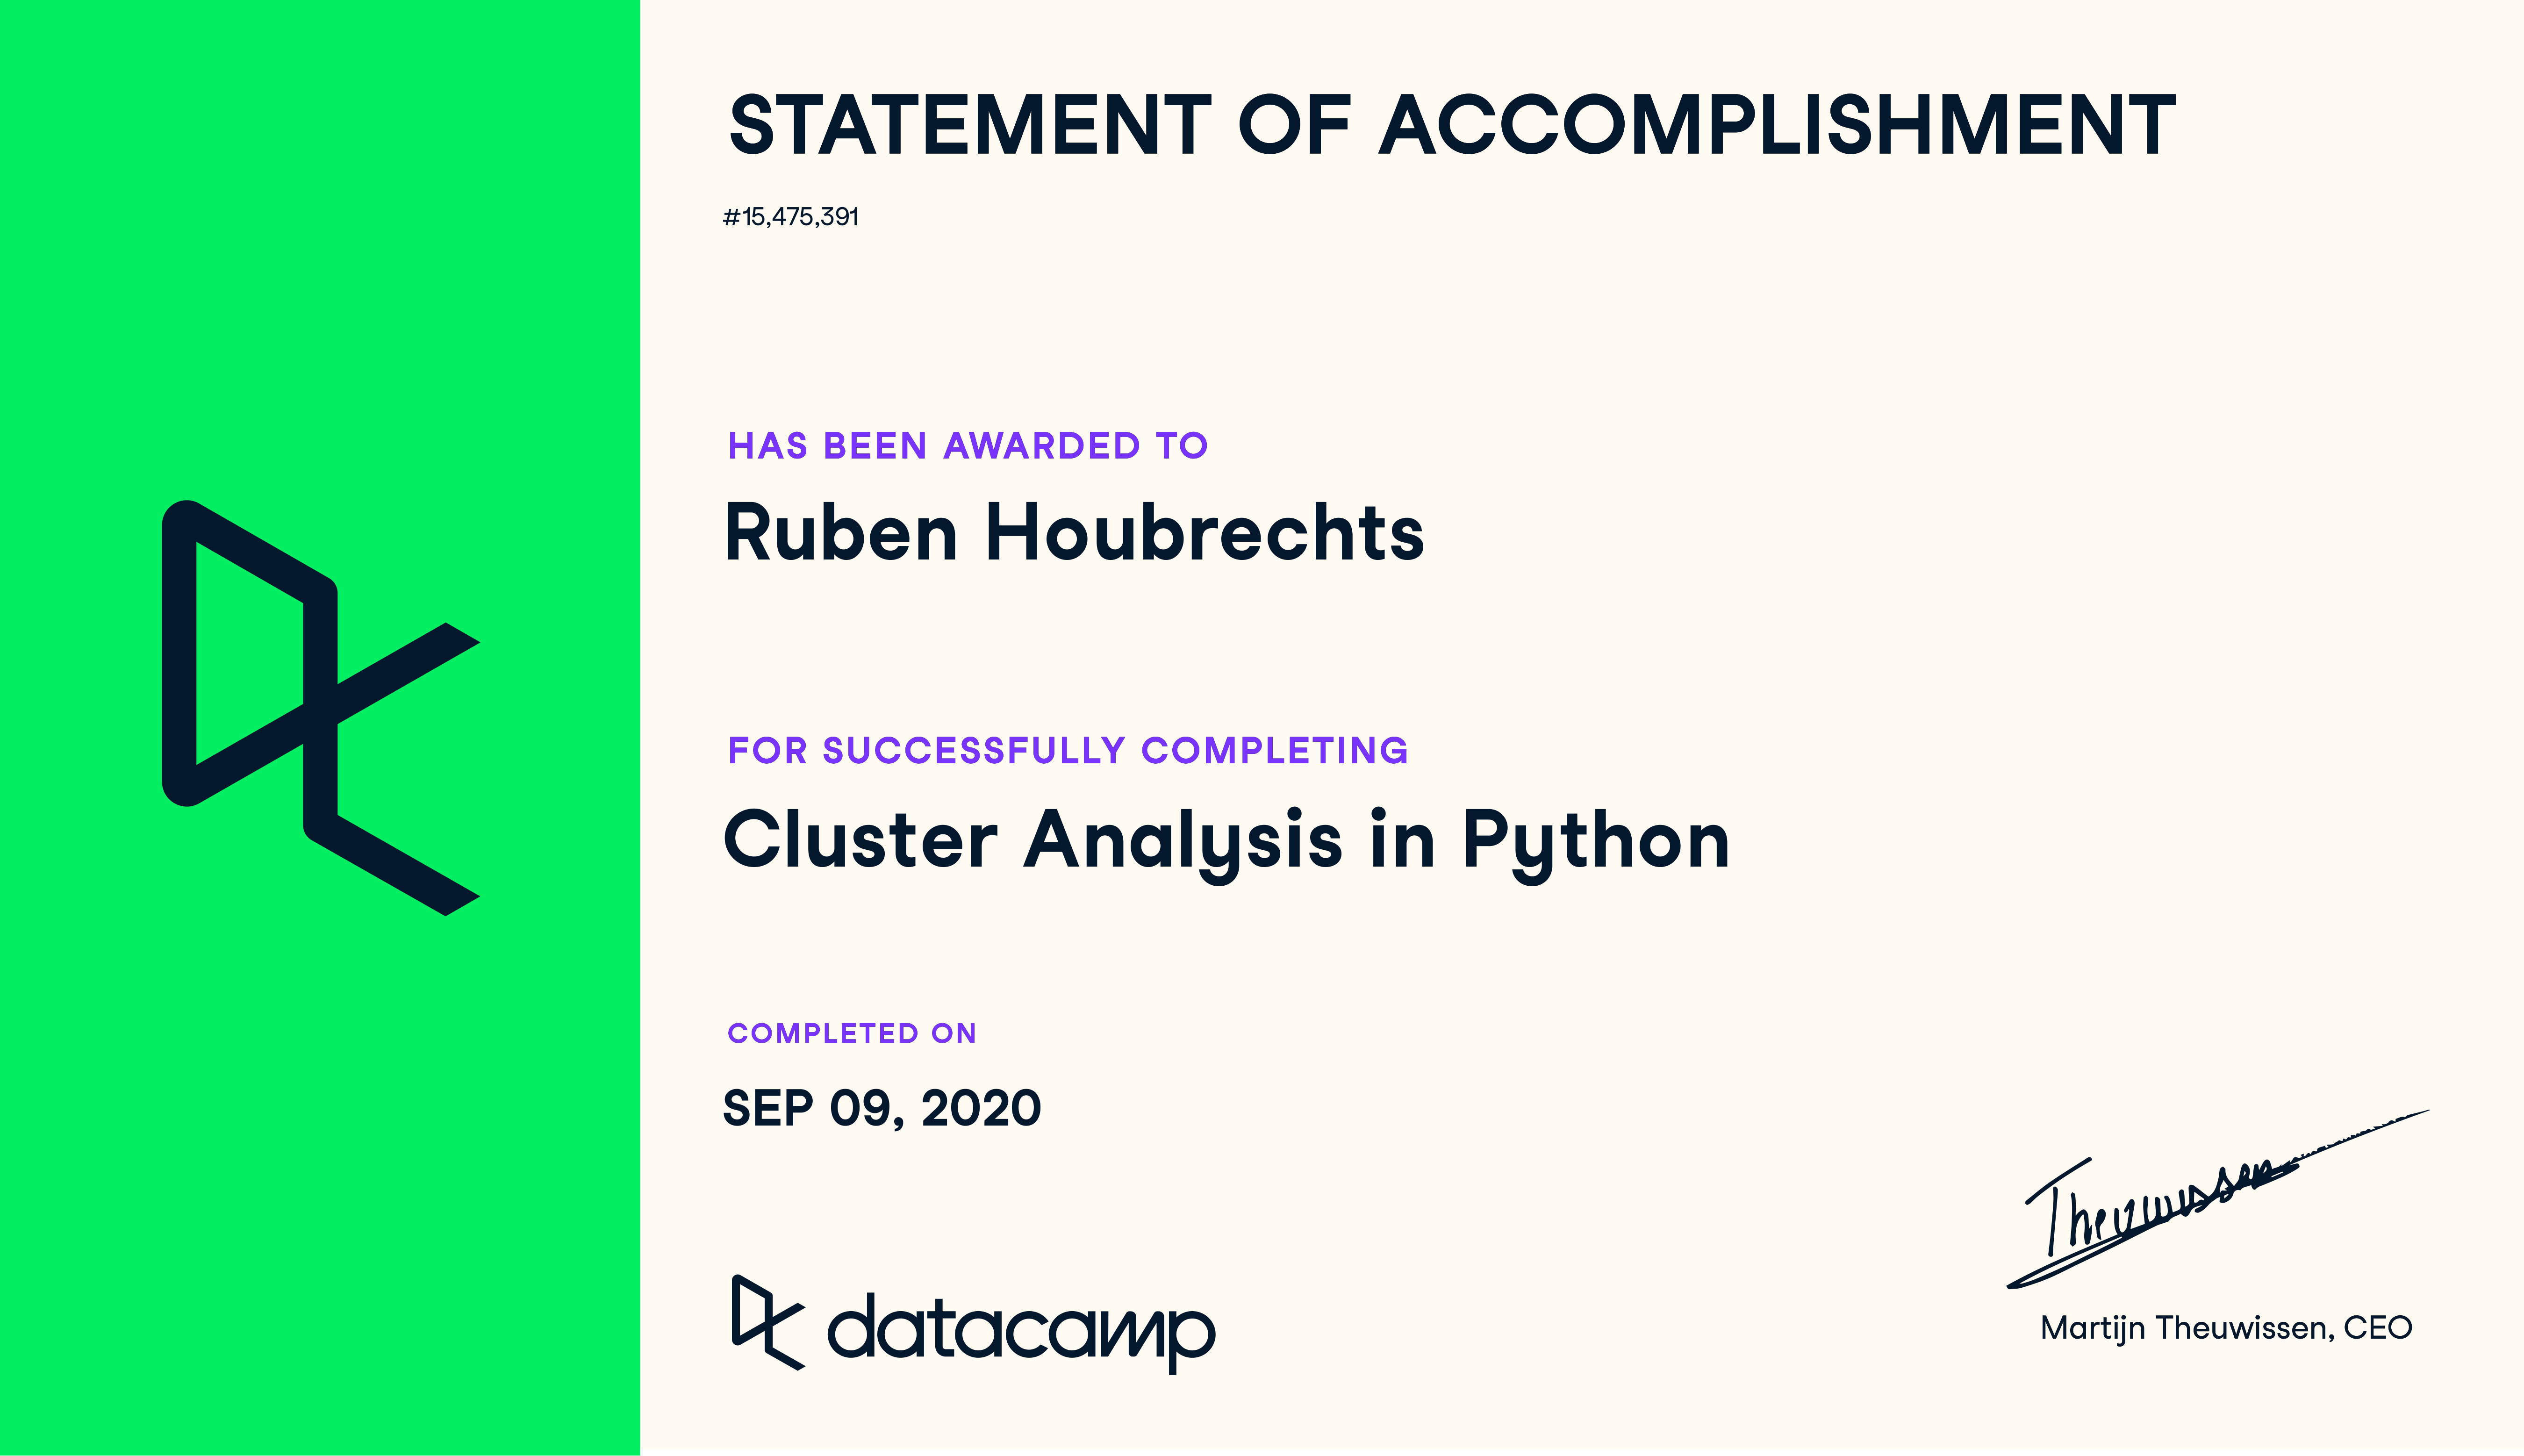 STATEMENT OF ACCOMPLISHMENT
#15,475,391
HAS BEEN AWARDED TO
Ruben Houbrechts
FOR SUCCESSFULLY COMPLETING
Cluster Analysis in Python
COMPLETED ON
SEP 09, 2020
Theuwissen
datacamp
Martijn Theuwissen, CEO